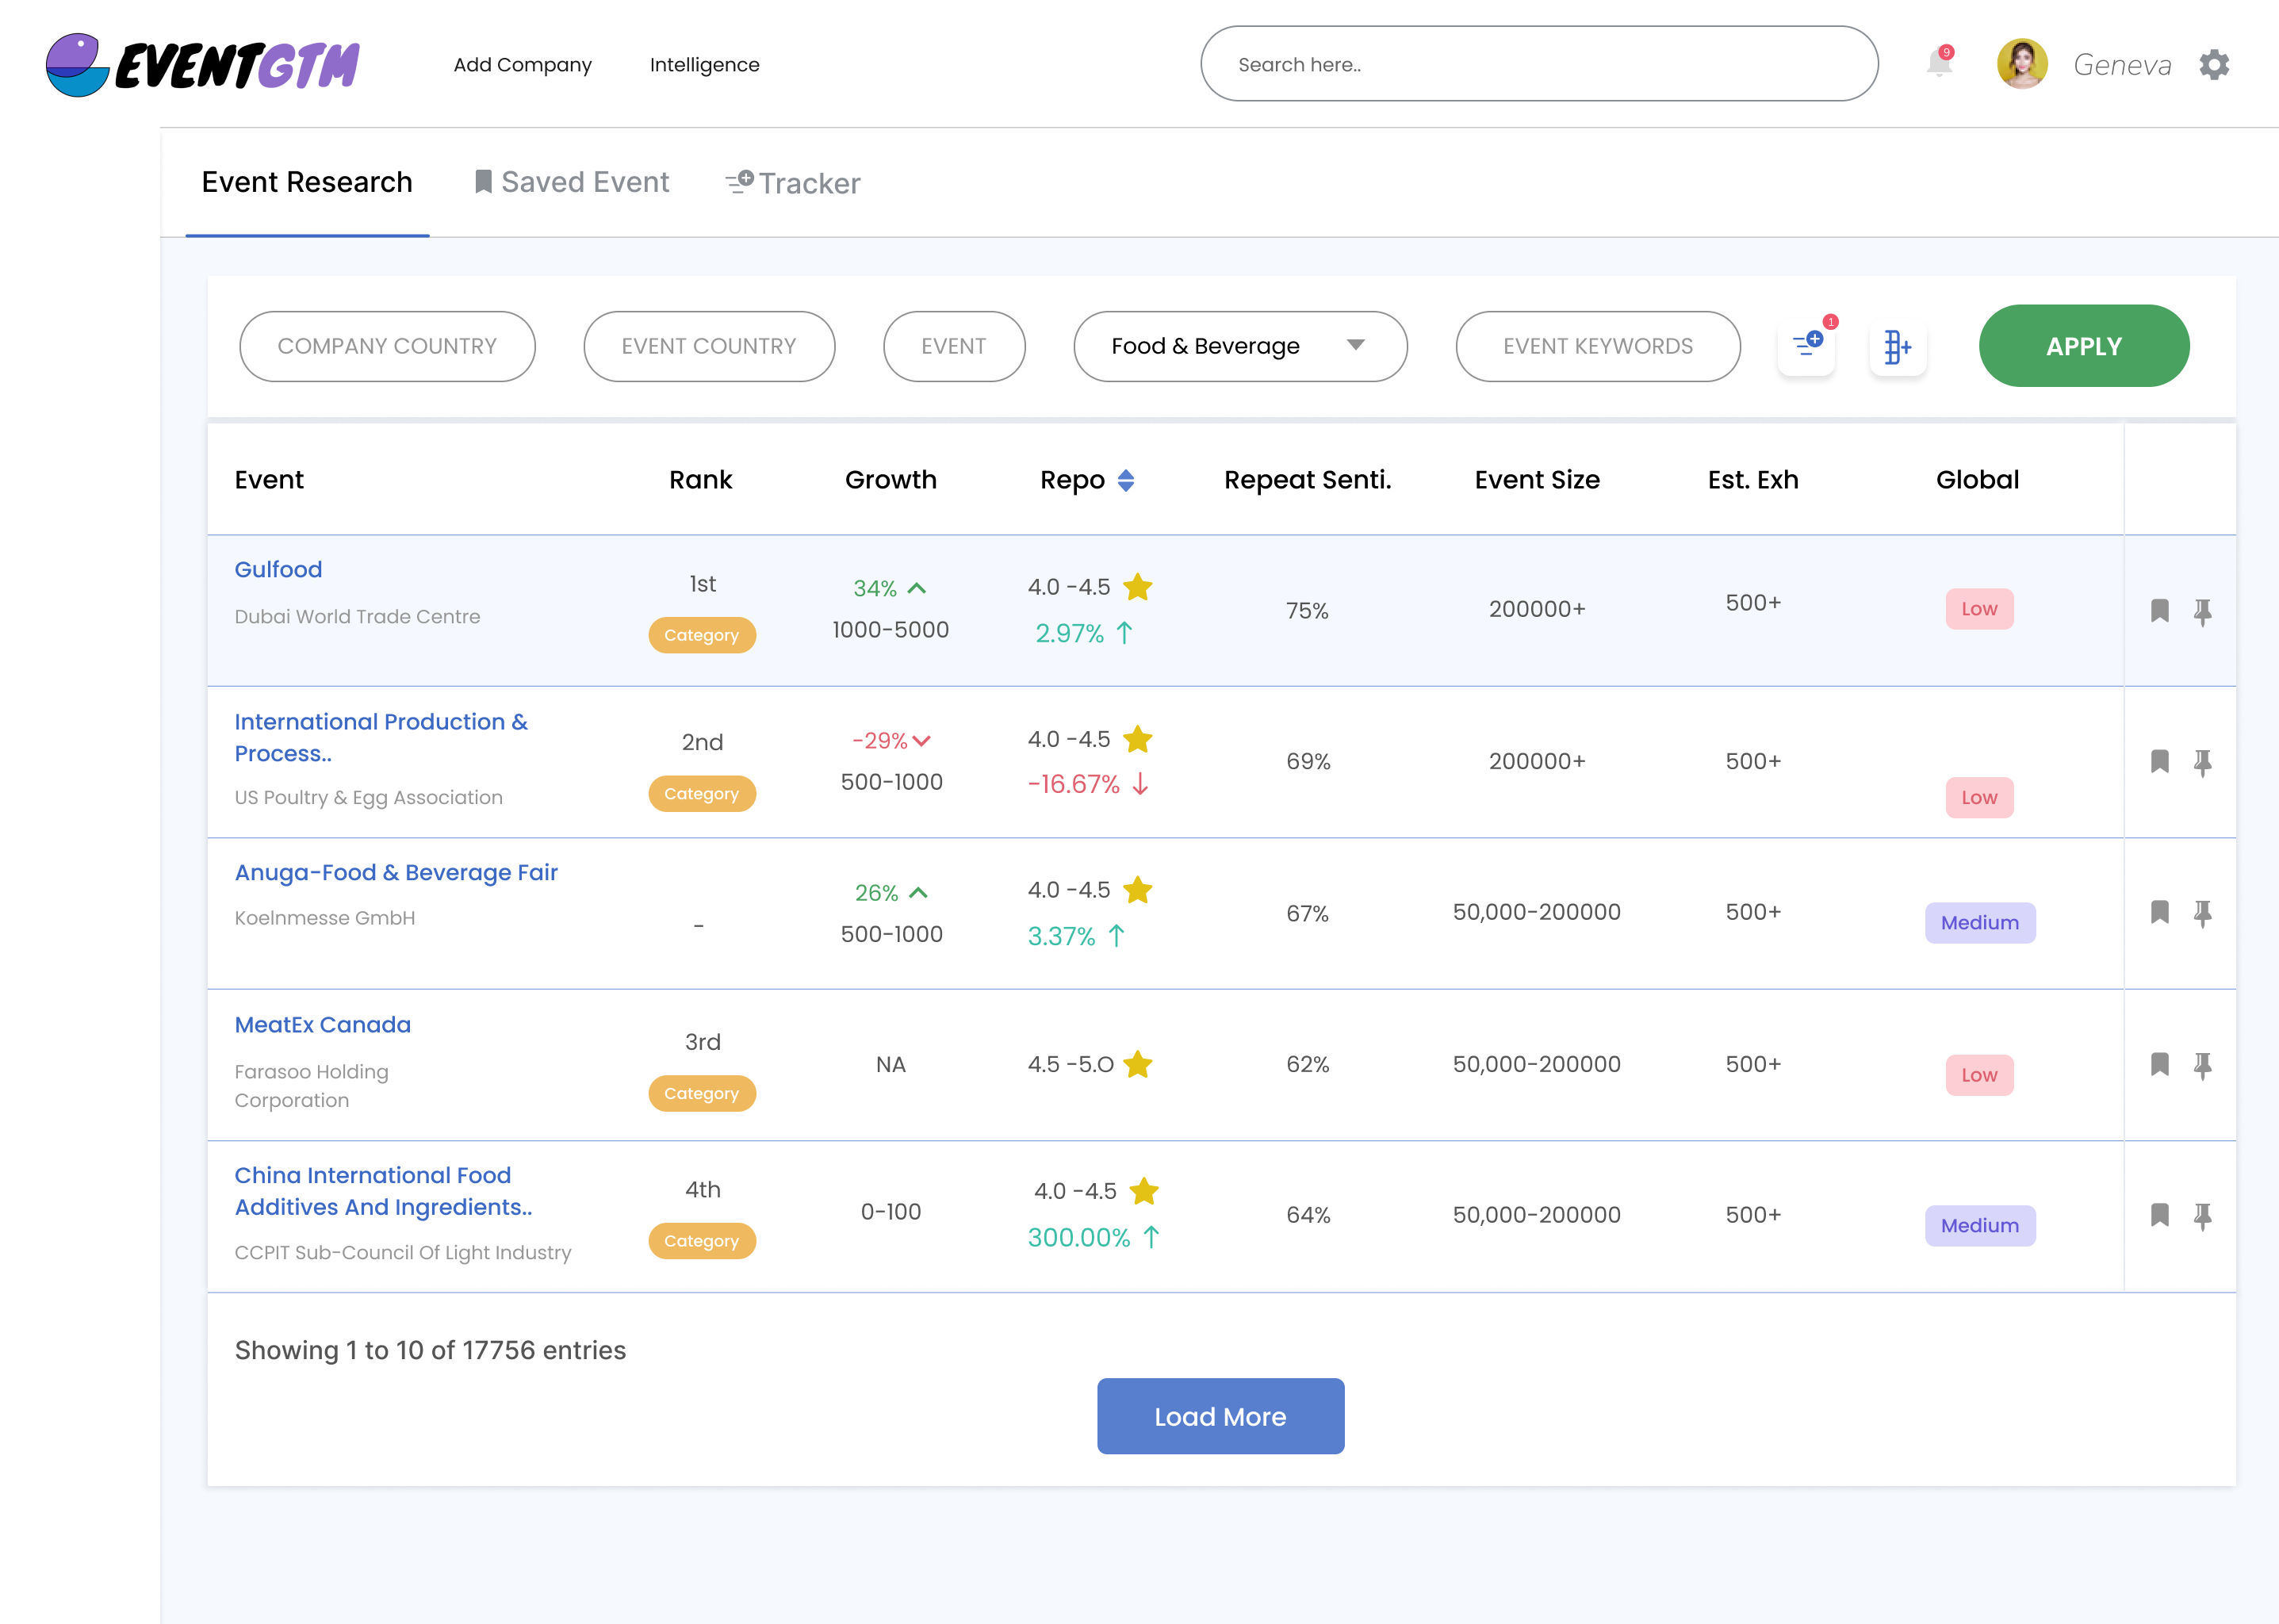 EVENTGTM
Add Company
Intelligence
Search here..
9
Geneva
Event Research
Saved Event
Tracker
COMPANY COUNTRY
EVENT COUNTRY
EVENT
Food & Beverage
EVENT KEYWORDS
1
APPLY
Event
Rank
Growth
Repo
Repeat Senti.
Event Size
Est. Exh
Global
Gulfood
Dubai World Trade Centre
1st
Category
34%
1000-5000
4.0 -4.5
2.97%
75%
200000+
500+
Low
International Production &
Process..
US Poultry & Egg Association
2nd
Category
-29%
500-1000
4.0 -4.5
-16.67%
69%
200000+
500+
Low
Anuga-Food & Beverage Fair
Koelnmesse GmbH
-
26%
500-1000
4.0 -4.5
3.37%
67%
50,000-200000
500+
Medium
MeatEx Canada
Farasoo Holding
Corporation
3rd
Category
NA
4.5 -5.O
62%
50,000-200000
500+
Low
China International Food
Additives And Ingredients..
CCPIT Sub-Council Of Light Industry
4th
Category
0-100
4.0 -4.5
300.00%
64%
50,000-200000
500+
Medium
Showing 1 to 10 of 17756 entries
Load More